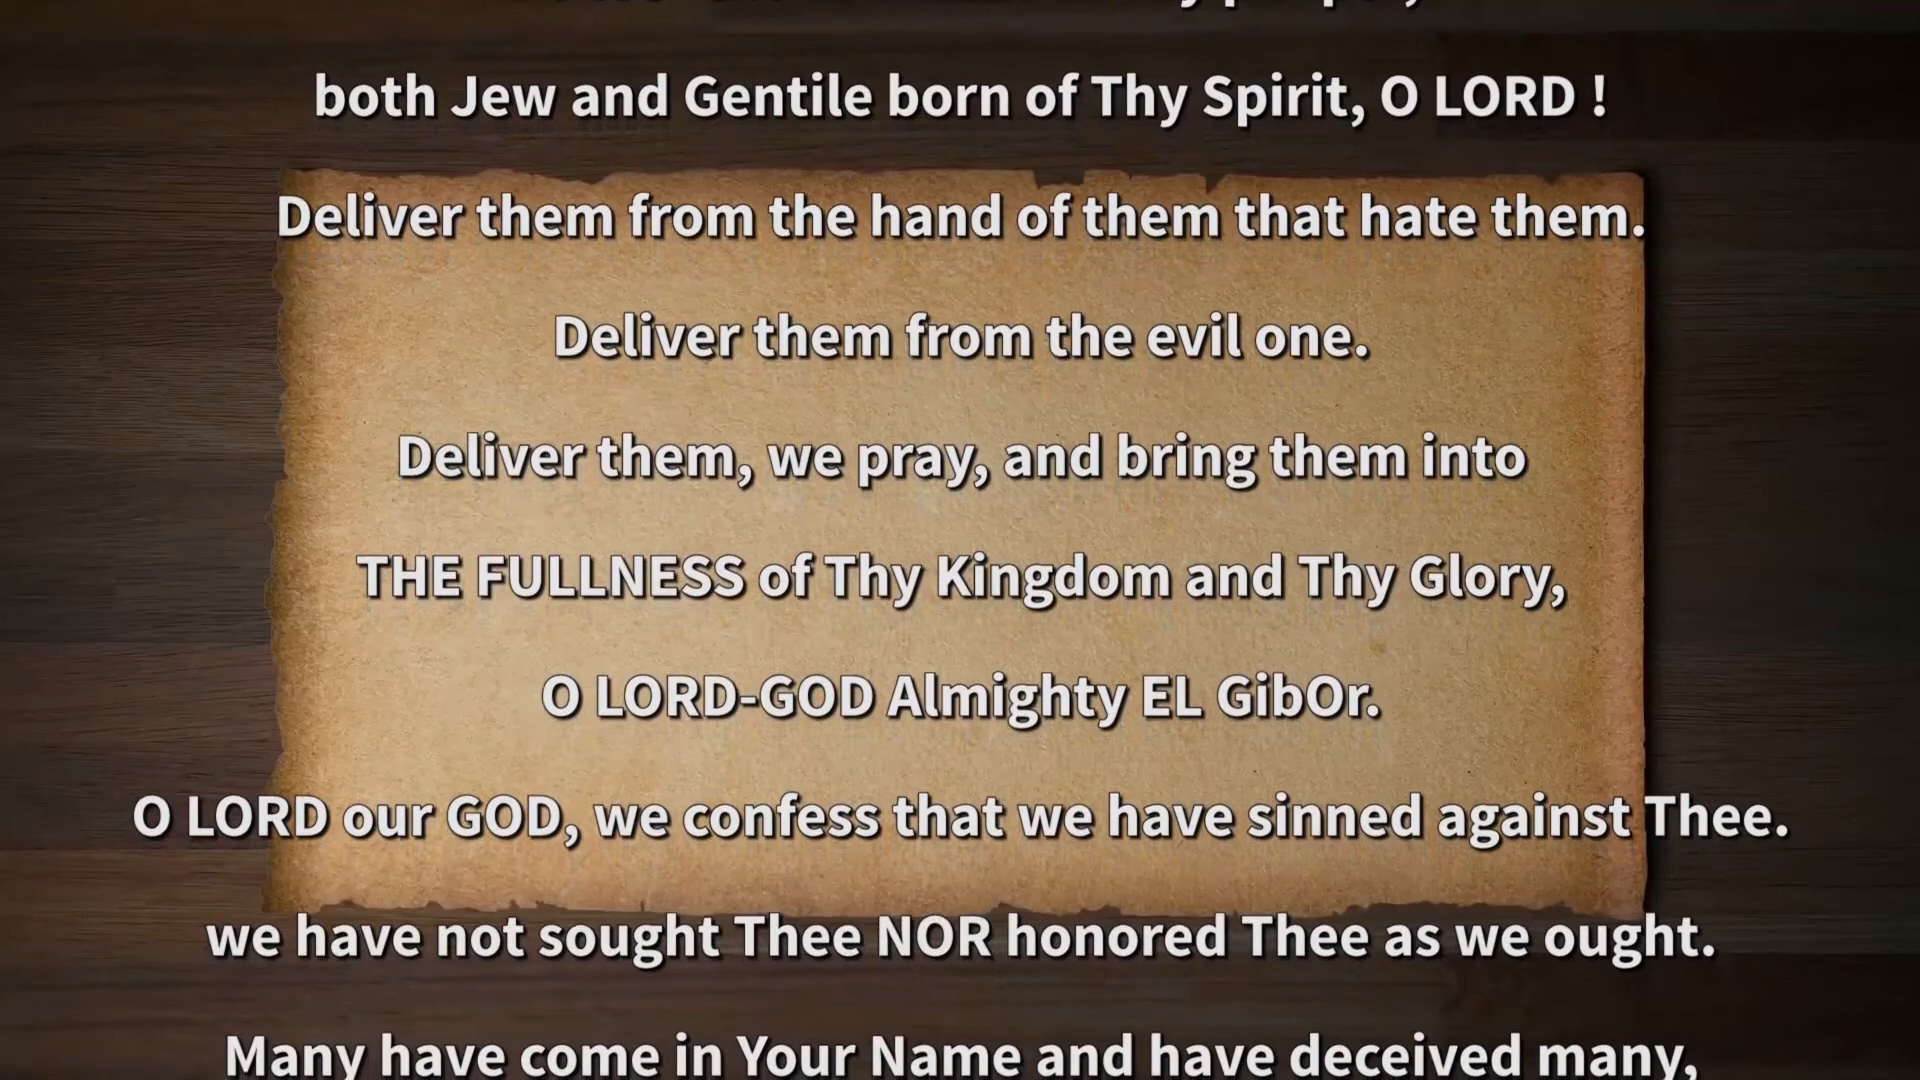 both Jew and Gentile born of Thy Spirit, O LORD !
Deliver them from the hand of them that hate them.
Deliver them from the evil one.
Deliver them, we pray, and bring them into
THE FULLNESS of Thy Kingdom and Thy Glory,
O LORD-GOD Almighty EL GibOr.
O LORD our GOD, we confess that we have sinned against Thee.
we have not sought Thee NOR honored Thee as we ought.
Many have come in Your Name and have deceived many,